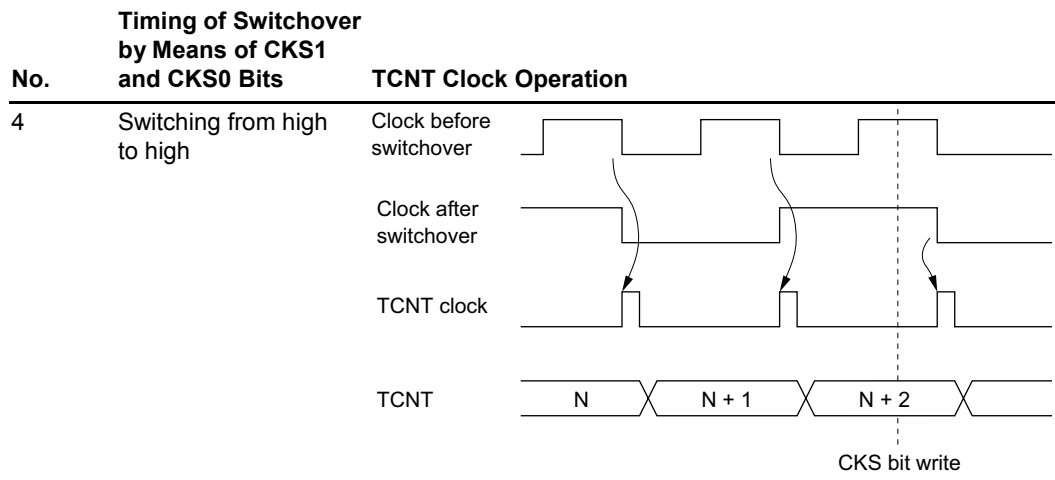 Timing of Switchover
by Means of CKS1
No. and CKS0 Bits TCNT Clock Operation
4 Switching from high
to high
Clock before
switchover
Clock after
switchover
TCNT clock
TCNT N N + 1 N + 2
CKS bit write